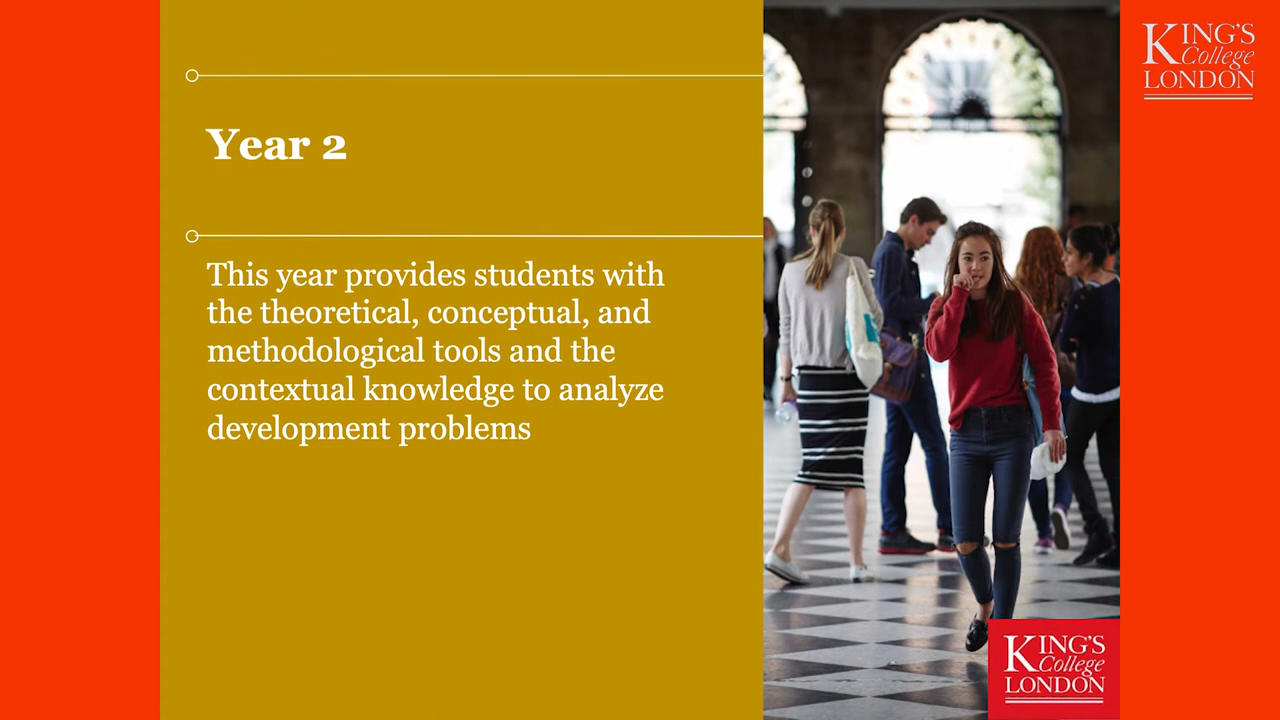 Year 2
This year provides students with
the theoretical, conceptual, and
methodological tools and the
contextual knowledge to analyze
development problems
KING'S
College
LONDON
KING'S
College
LONDON